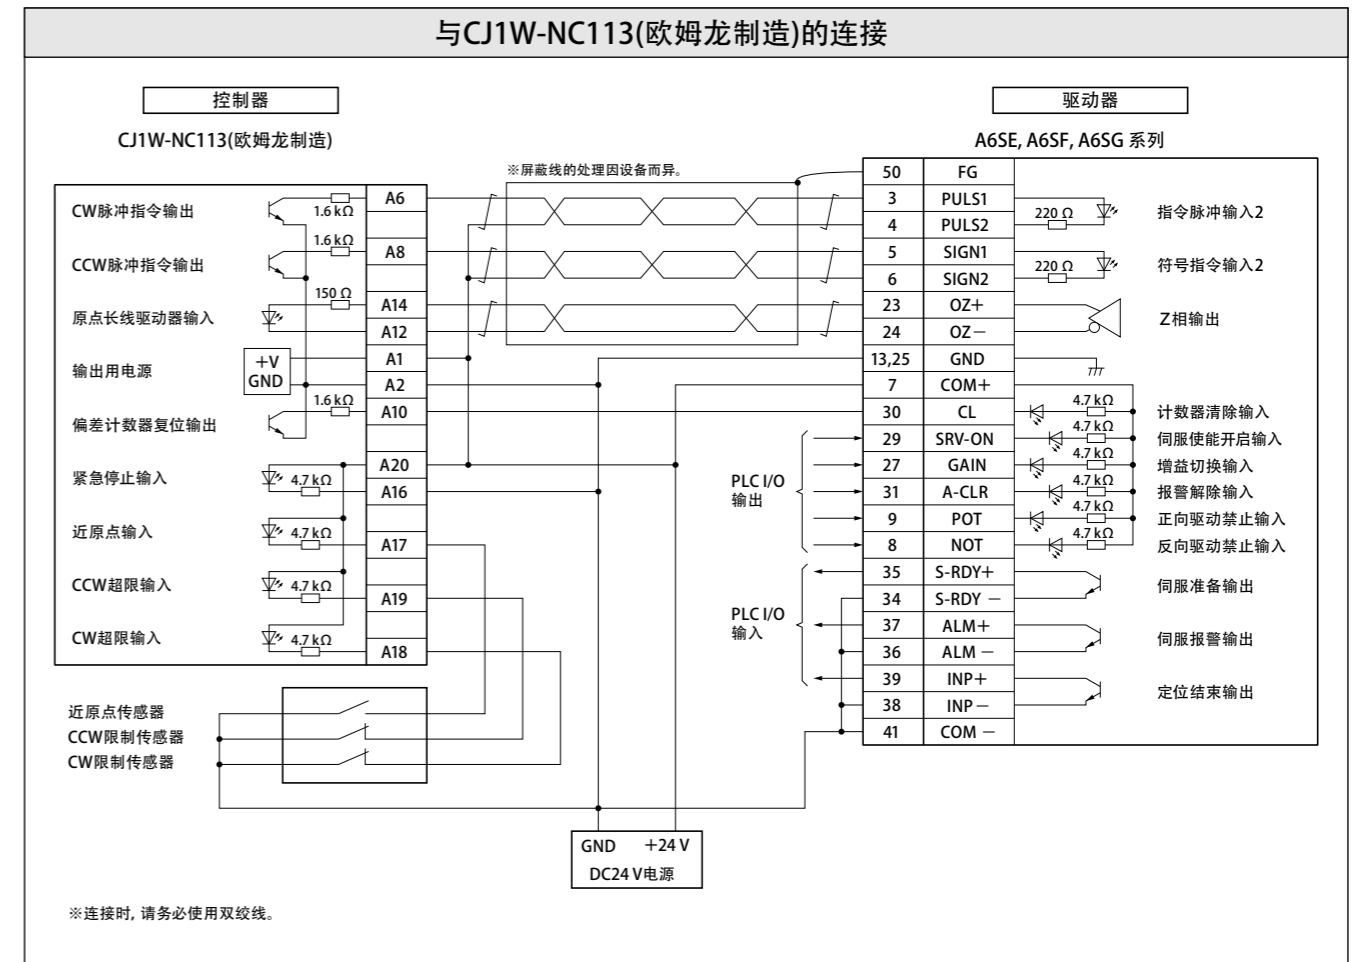 与CJ1W-NC113(欧姆龙制造)的连接
控制器
CJ1W-NC113(欧姆龙制造)
驱动器
A6SE, A6SF, A6SG 系列
※屏蔽线的处理因设备而异。
CW脉冲指令输出
1.6 kΩ
A6
CCW脉冲指令输出
1.6 kΩ
A8
原点长线驱动器输入
150 Ω
A14
A12
输出用电源
+V
GND
A1
A2
偏差计数器复位输出
1.6 kΩ
A10
紧急停止输入
4.7 kΩ
A20
A16
近原点输入
4.7 kΩ
A17
CCW超限输入
4.7 kΩ
A19
CW超限输入
4.7 kΩ
A18
近原点传感器
CCW限制传感器
CW限制传感器
50 FG
3 PULS1
4 PULS2
220 Ω
指令脉冲输入2
5 SIGN1
6 SIGN2
220 Ω
符号指令输入2
23 OZ+
24 OZ－
Z相输出
13,25 GND
7 COM+
30 CL 4.7 kΩ 计数器清除输入
29 SRV-ON 4.7 kΩ 伺服使能开启输入
27 GAIN 4.7 kΩ 增益切换输入
31 A-CLR 4.7 kΩ 报警解除输入
9 POT 4.7 kΩ 正向驱动禁止输入
8 NOT 4.7 kΩ 反向驱动禁止输入
PLC I/O
输出
35 S-RDY+
34 S-RDY －
伺服准备输出
37 ALM+
36 ALM －
伺服报警输出
39 INP+
38 INP－
定位结束输出
41 COM －
PLC I/O
输入
GND +24 V
DC24 V电源
※连接时, 请务必使用双绞线。